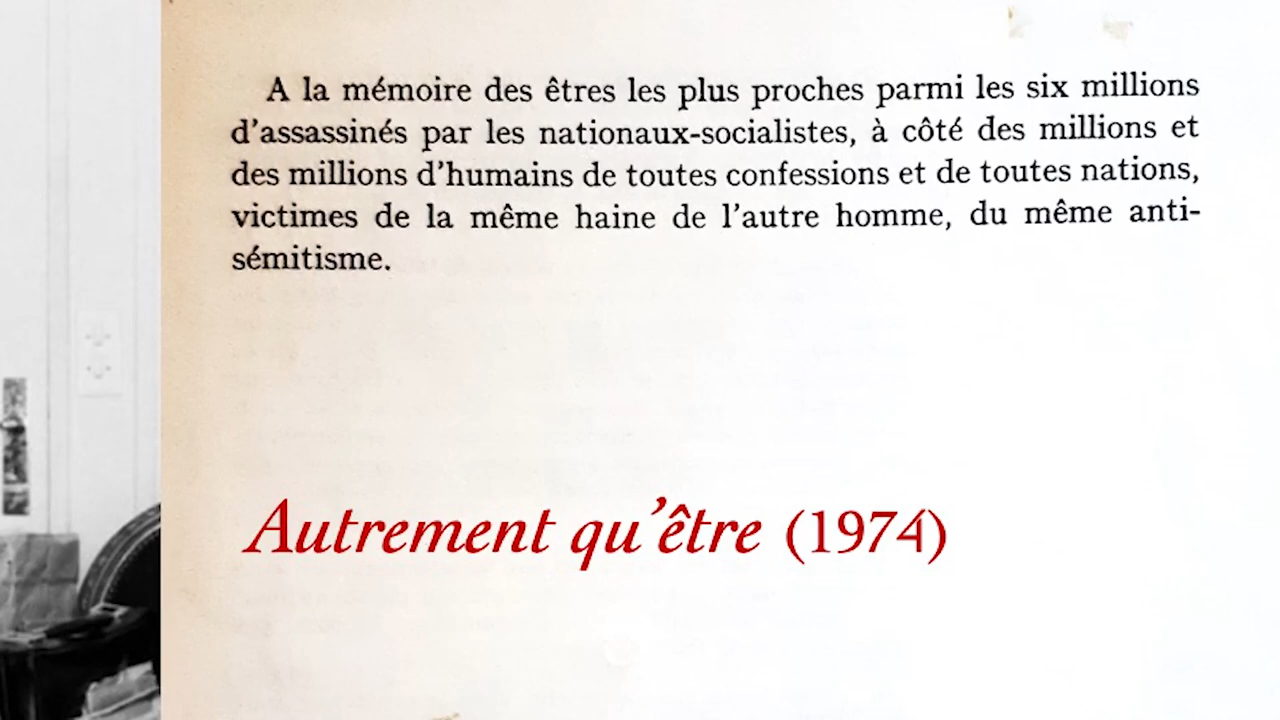 A la mémoire des êtres les plus proches parmi les six millions
d'assassinés par les nationaux-socialistes, à côté des millions et
des millions d'humains de toutes confessions et de toutes nations,
victimes de la même haine de l'autre homme, du même anti-
sémitisme.
Autrement qu'être (1974)